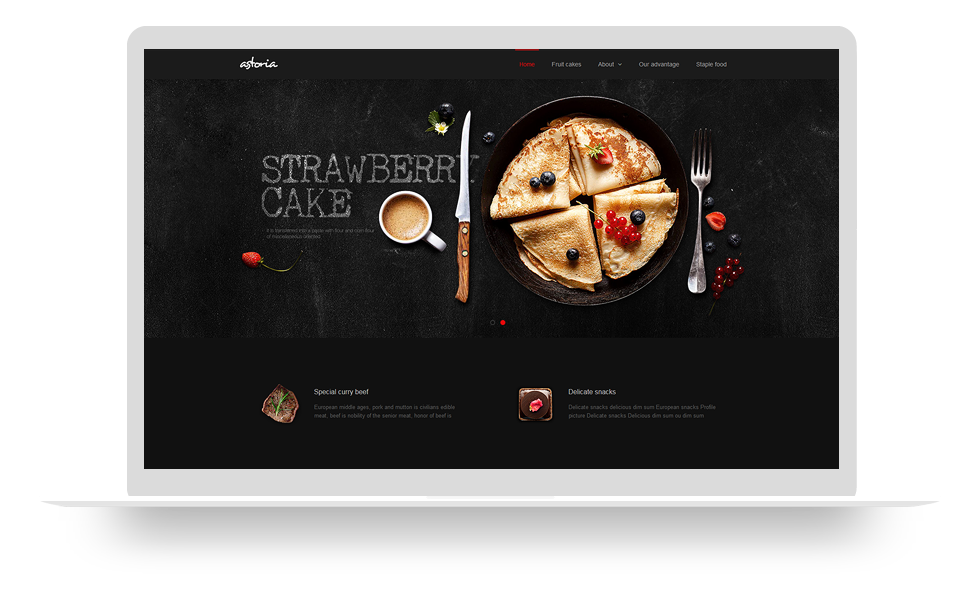 astoria
Home Fruit cakes About Our advantage Staple food
STRAWBERRY
CAKE
It is transferred into a paste with flour and corn flour
of miscellaneous oriented
Special curry beef
European middle ages, pork and mutton is civilians edible
meat, beef is nobility of the senior meat, honor of beef is
Delicate snacks
Delicate snacks delicious dim sum European snacks Profile
picture Delicate snacks Delicious dim sum ou dim sum